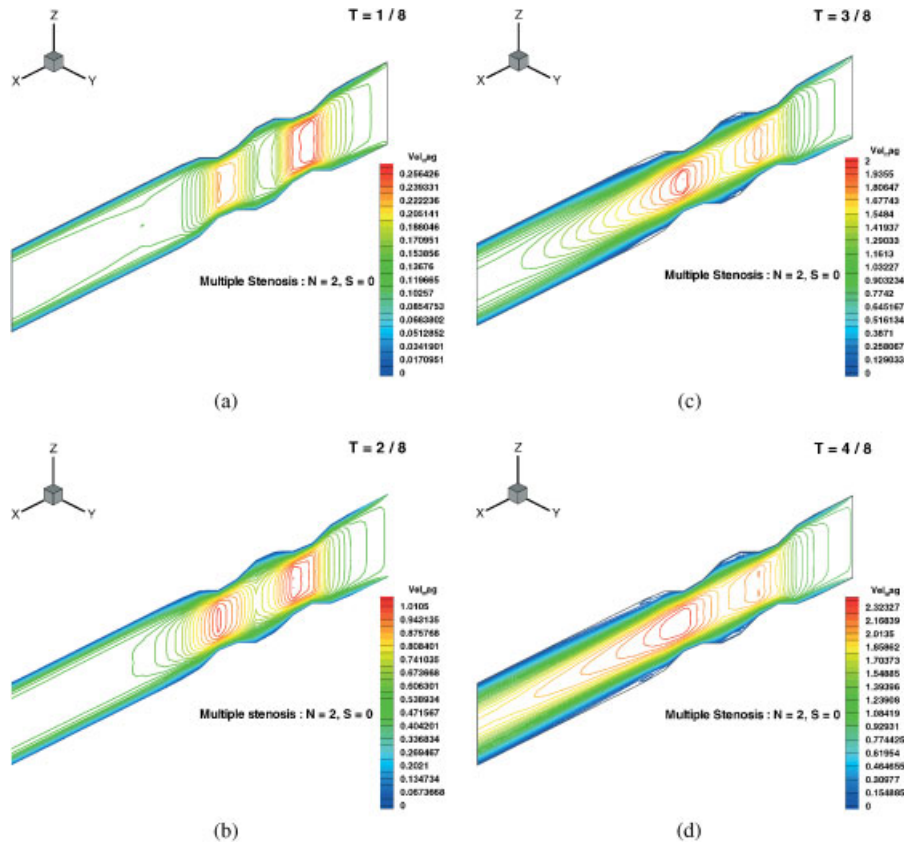 T = 1 / 8
Z
X
Y
Vel_mag
0.256426
0.239331
0.222236
0.205141
0.188046
0.170951
0.153856
0.13676
0.119665
0.10257
0.0854753
0.0683802
0.0512852
0.0341901
0.0170951
0
Multiple Stenosis : N = 2, S = 0
(a)
T = 3 / 8
Z
X
Y
Vel_mag
2
1.9355
1.80647
1.67743
1.5484
1.41937
1.29033
1.1613
1.03227
0.903234
0.7742
0.645167
0.516134
0.3871
0.258067
0.129033
0
Multiple Stenosis : N = 2, S = 0
(c)
T = 2 / 8
Z
X
Y
Vel_mag
1.0105
0.943135
0.875768
0.808401
0.741035
0.673668
0.606301
0.538934
0.471567
0.404201
0.336834
0.269467
0.2021
0.134734
0.0673668
0
Multiple stenosis : N = 2, S = 0
(b)
T = 4 / 8
Z
X
Y
Vel_mag
2.32327
2.16839
2.0135
1.85862
1.70373
1.54885
1.39396
1.23908
1.08419
0.92931
0.774425
0.61954
0.464655
0.30977
0.154885
0
Multiple Stenosis : N = 2, S = 0
(d)